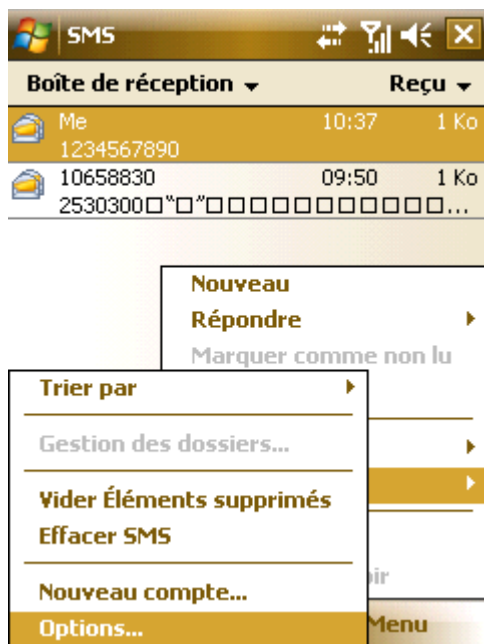 SMS
Boîte de réception Reçu
Me 10:37 1 Ko
1234567890
10658830 09:50 1 Ko
2530300□"□"□□□□□□□□□□□...
Nouveau
Répondre
Marquer comme non lu
Trier par
Gestion des dossiers...
Vider Éléments supprimés
Effacer SMS
Nouveau compte...
Options...
Menu